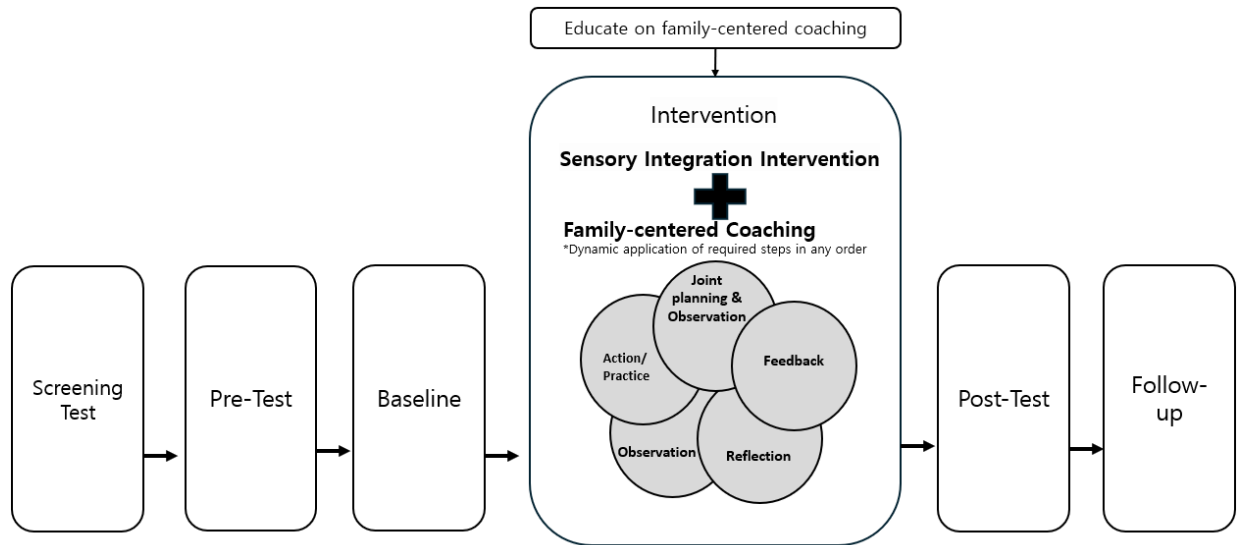 Educate on family-centered coaching
Intervention
Sensory Integration Intervention
Family-centered Coaching
*Dynamic application of required steps in any order
Joint
planning &
Observation
Action/
Practice
Feedback
Observation
Reflection
Screening
Test
Pre-Test
Baseline
Post-Test
Follow-
up